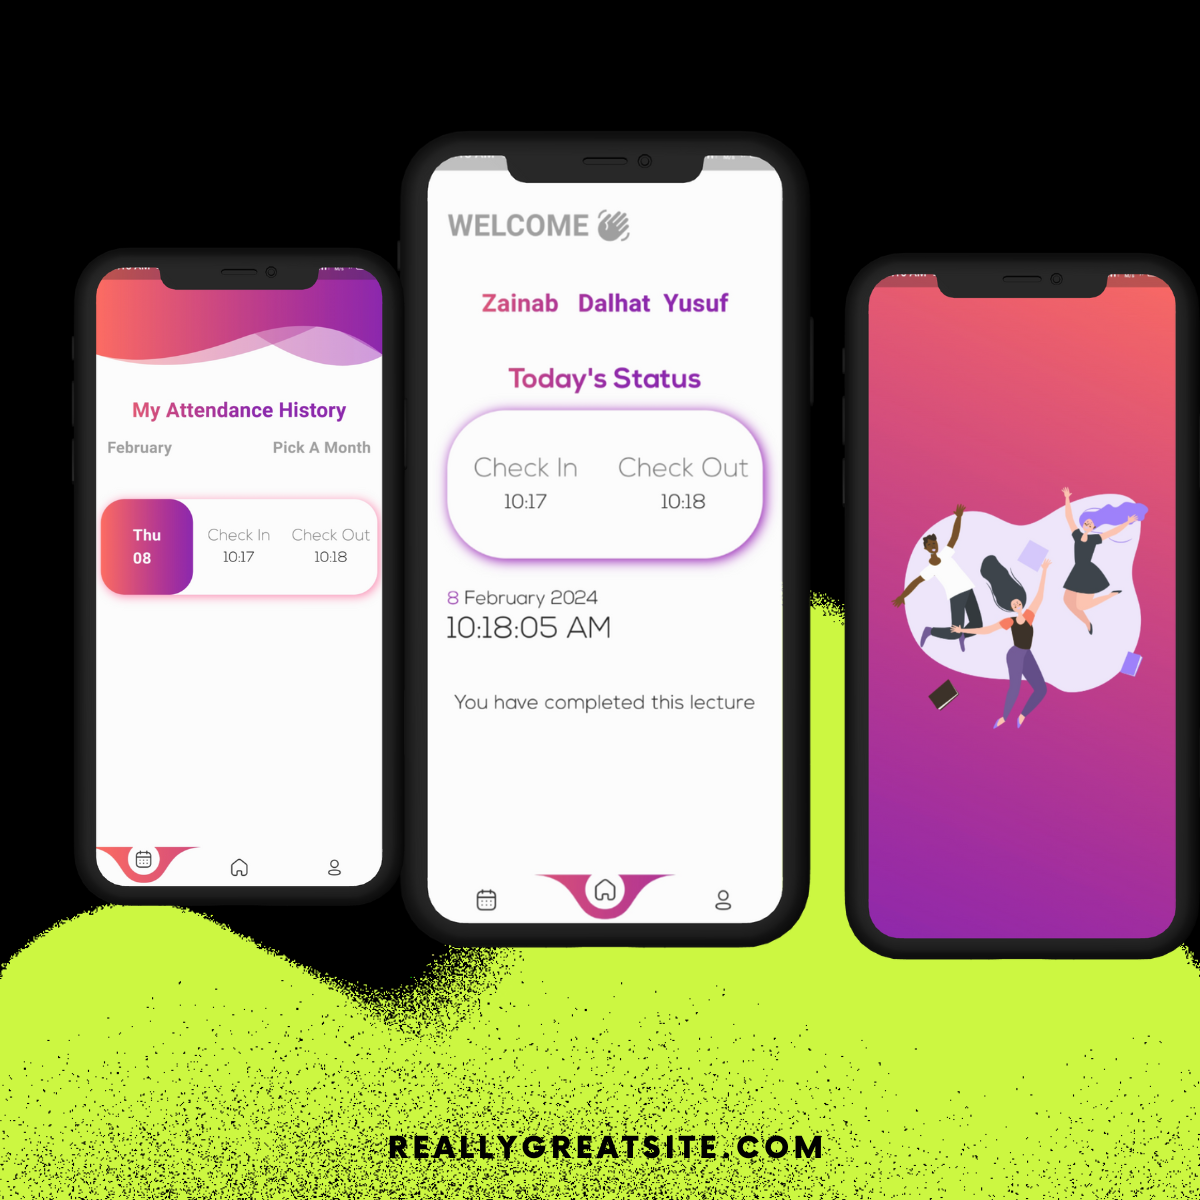 My Attendance History
February Pick A Month
Thu
08
Check In Check Out
10:17 10:18
WELCOME
Zainab Dalhat Yusuf
Today's Status
Check In Check Out
10:17 10:18
8 February 2024
10:18:05 AM
You have completed this lecture
REALLYGREATSITE.COM